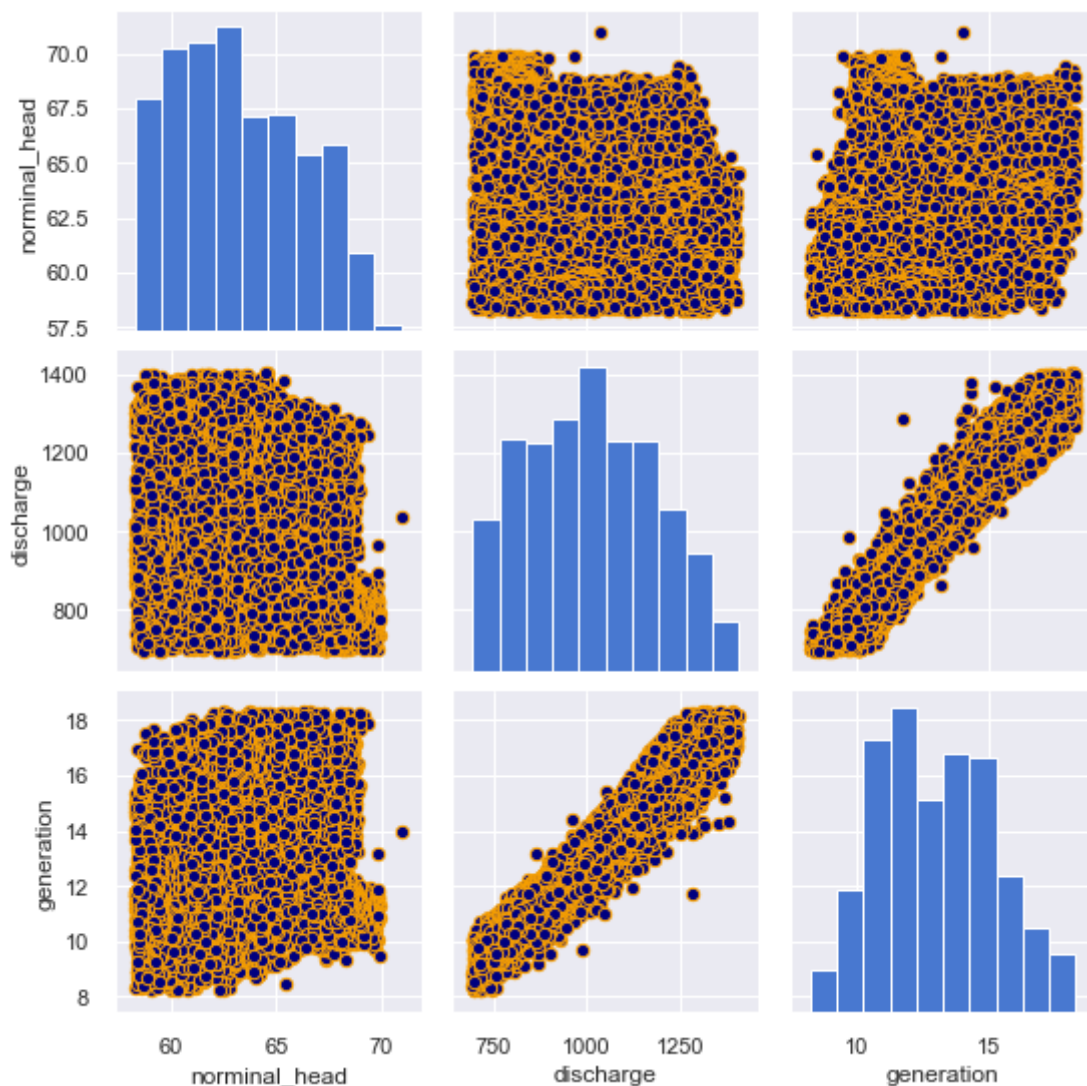 70.0
67.5
65.0
62.5
60.0
57.5
norminal_head
1400
1200
1000
800
discharge
18
16
14
12
10
8
generation
60 65 70
norminal_head
750 1000 1250
discharge
10 15
generation